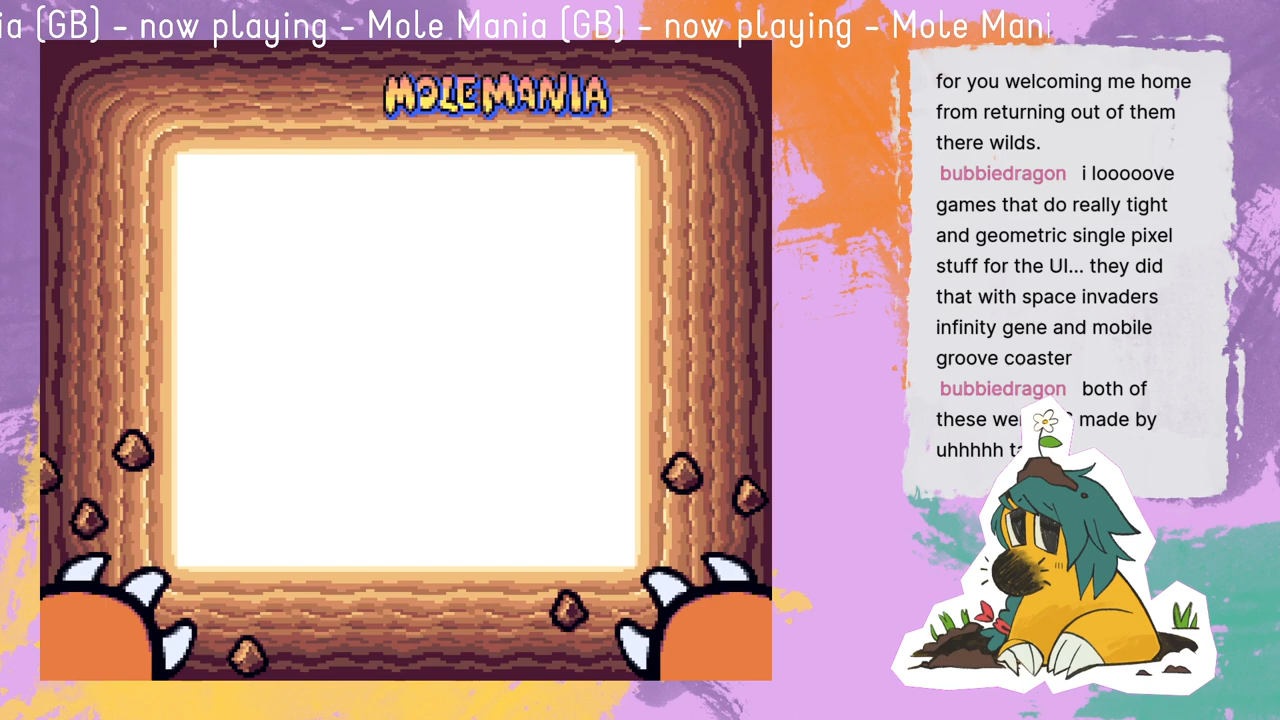 ia (GB) - now playing - Mole Mania (GB) - now playing - Mole Mani
MOLE MANIA
for you welcoming me home
from returning out of them
there wilds.
bubbiedragon i looooove
games that do really tight
and geometric single pixel
stuff for the UI... they did
that with space invaders
infinity gene and mobile
groove coaster
bubbiedragon both of
these made by
uhhhhh